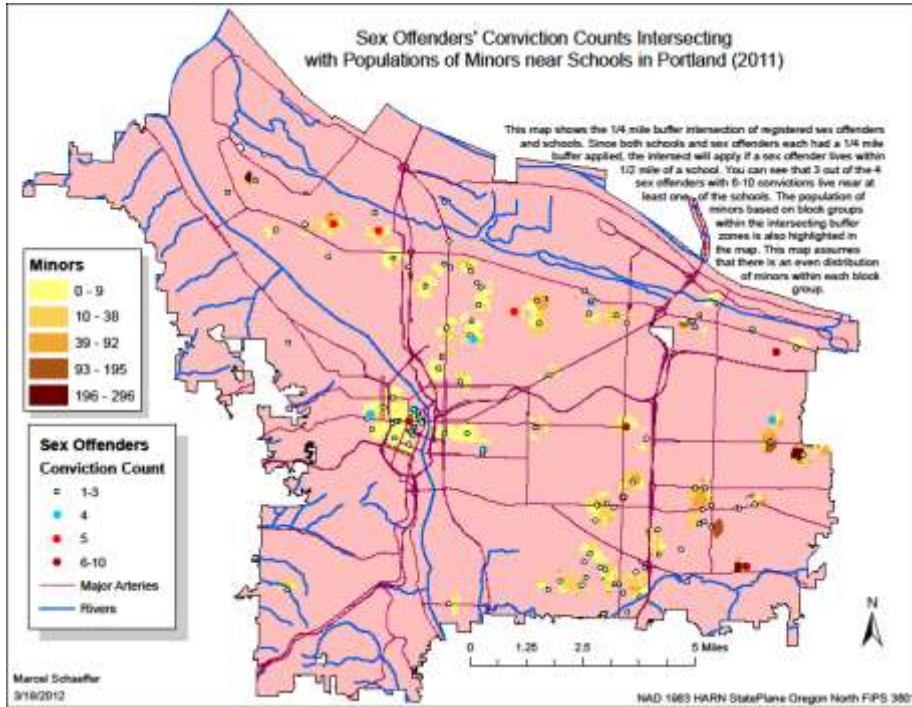 Sex Offenders' Conviction Counts Intersecting
with Populations of Minors near Schools in Portland (2011)
This map shows the 1/4 mile buffer intersection of registered sex offenders
and schools. Since both schools and sex offenders each had a 1/4 mile
buffer applied, the intersect will apply if a sex offender lives within
1/2 mile of a school. You can see that 3 out of the 4
sex offenders with 6-10 convictions live near at
least one of the schools. The population of
minors based on block groups
within the intersecting buffer
zones is also highlighted in
the map. This map assumes
that there is an even distribution
of minors within each block
group.
Minors
0 - 9
10 - 38
39 - 92
93 - 195
196 - 296
Sex Offenders
Conviction Count
1-3
4
5
6-10
Major Arteries
Rivers
N
0 1.25 2.5 5 Miles
Marcel Schaeffer
3/18/2012
NAD 1983 HARN StatePlane Oregon North FIPS 3601